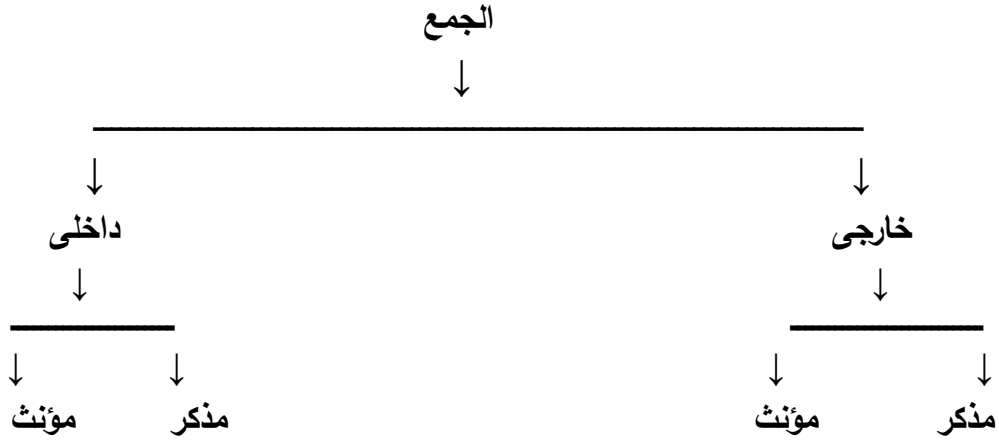 الجمع
↓
↓ ↓
خارجى داخلى
↓ ↓
↓ ↓ ↓ ↓
مذكر مؤنث مذكر مؤنث